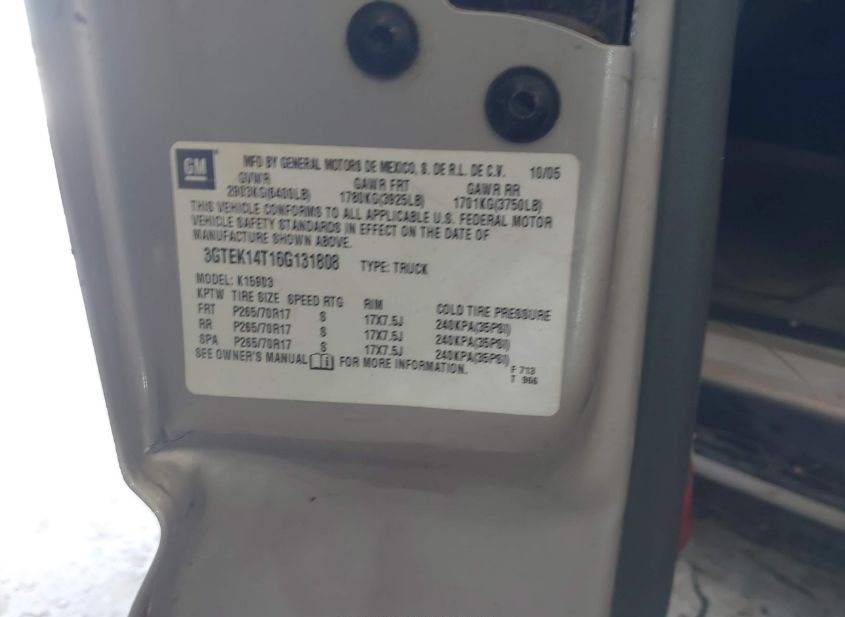 GM MFD BY GENERAL MOTORS DE MEXICO, S. DE R.L. DE C.V. 10/05
GVWR GAWR FRT GAWR RR
2903KG(6400LB) 1780KG(3925LB) 1701KG(3750LB)
THIS VEHICLE CONFORMS TO ALL APPLICABLE U.S. FEDERAL MOTOR
VEHICLE SAFETY STANDARDS IN EFFECT ON THE DATE OF
MANUFACTURE SHOWN ABOVE.
3GTEK14T16G131808 TYPE: TRUCK
MODEL: K15903
KPTW TIRE SIZE SPEED RTG RIM COLD TIRE PRESSURE
FRT P265/70R17 S 17X7.5J 240KPA(35PSI)
RR P265/70R17 S 17X7.5J 240KPA(35PSI)
SPA P265/70R17 S 17X7.5J 240KPA(35PSI)
SEE OWNER'S MANUAL FOR MORE INFORMATION.
F 713
T 966